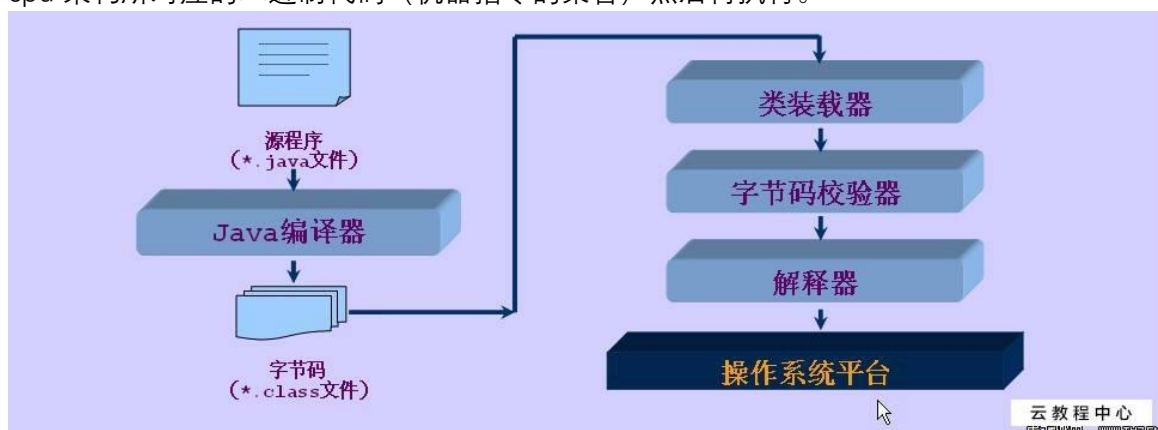 源程序
(*.java文件)
Java编译器
字节码
(*.class文件)
类装载器
字节码校验器
解释器
操作系统平台
云教程中心